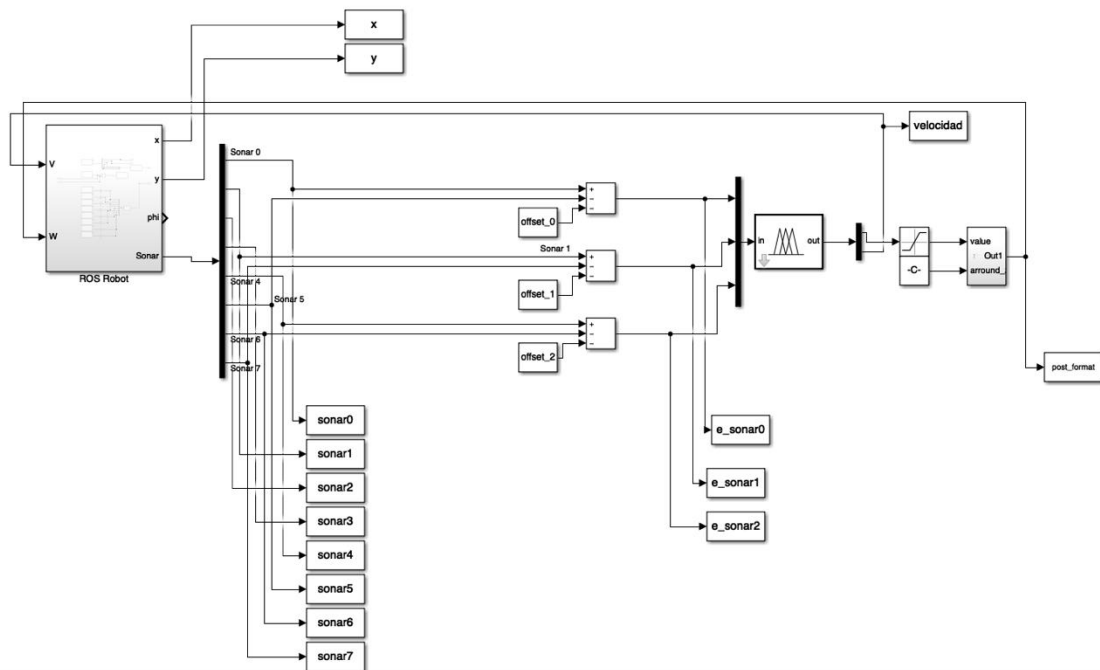 x
y
velocidad
x
V
y
phi
W
Sonar
ROS Robot
Sonar 0
Sonar 4
Sonar 5
Sonar 6
Sonar 7
+
−
−
offset_0
Sonar 1
+
−
−
offset_1
+
−
−
offset_2
in
out
-C-
value
Out1
arround_
post_format
sonar0
sonar1
sonar2
sonar3
sonar4
sonar5
sonar6
sonar7
e_sonar0
e_sonar1
e_sonar2